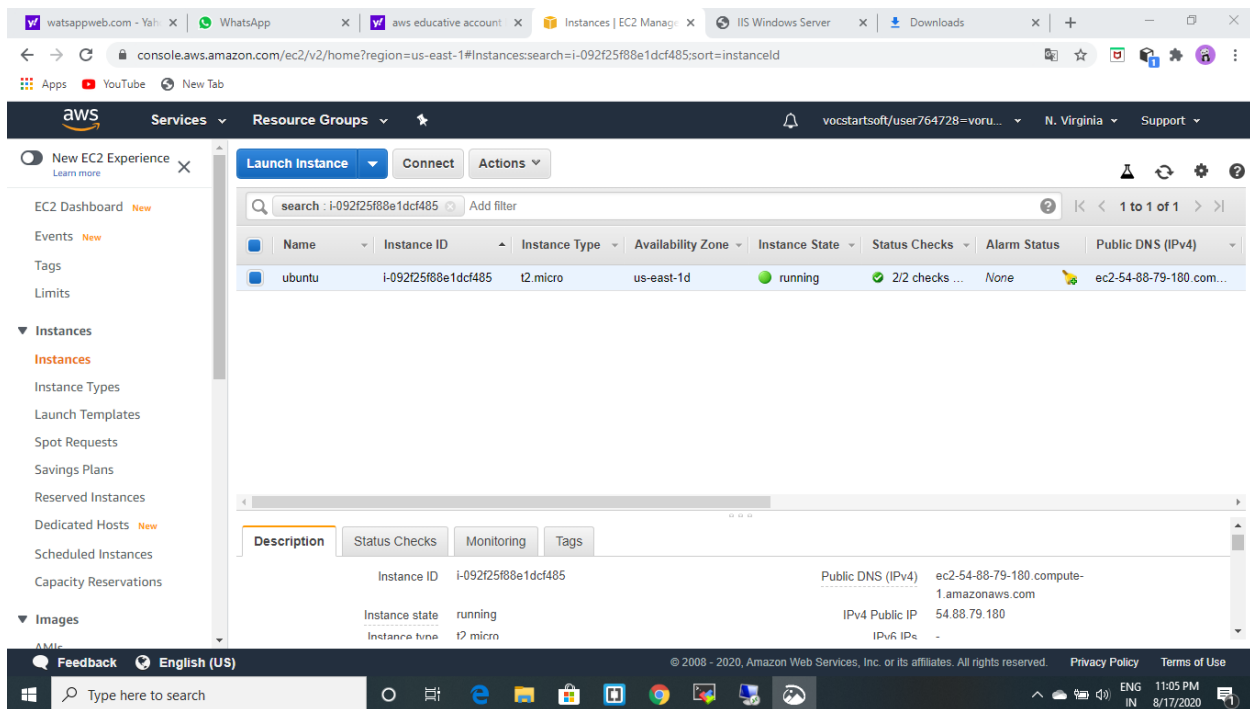 watsappweb.com - Yah
WhatsApp
aws educative account
Instances | EC2 Manage
IIS Windows Server
Downloads
console.aws.amazon.com/ec2/v2/home?region=us-east-1#Instances:search=i-092f25f88e1dcf485;sort=instanceId
Apps YouTube New Tab
aws Services Resource Groups vocstartsoft/user764728=voru... N. Virginia Support
New EC2 Experience
Learn more
EC2 Dashboard New
Events New
Tags
Limits
Instances
Instances
Instance Types
Launch Templates
Spot Requests
Savings Plans
Reserved Instances
Dedicated Hosts New
Scheduled Instances
Capacity Reservations
Images
AMIs
Launch Instance Connect Actions
search : i-092f25f88e1dcf485 Add filter 1 to 1 of 1
Name Instance ID Instance Type Availability Zone Instance State Status Checks Alarm Status Public DNS (IPv4)
ubuntu i-092f25f88e1dcf485 t2.micro us-east-1d running 2/2 checks ... None ec2-54-88-79-180.com...
Description Status Checks Monitoring Tags
Instance ID i-092f25f88e1dcf485
Instance state running
Instance type t2.micro
Public DNS (IPv4) ec2-54-88-79-180.compute-
1.amazonaws.com
IPv4 Public IP 54.88.79.180
IPv6 IPs -
Feedback English (US) © 2008 - 2020, Amazon Web Services, Inc. or its affiliates. All rights reserved. Privacy Policy Terms of Use
Type here to search
ENG 11:05 PM
IN 8/17/2020